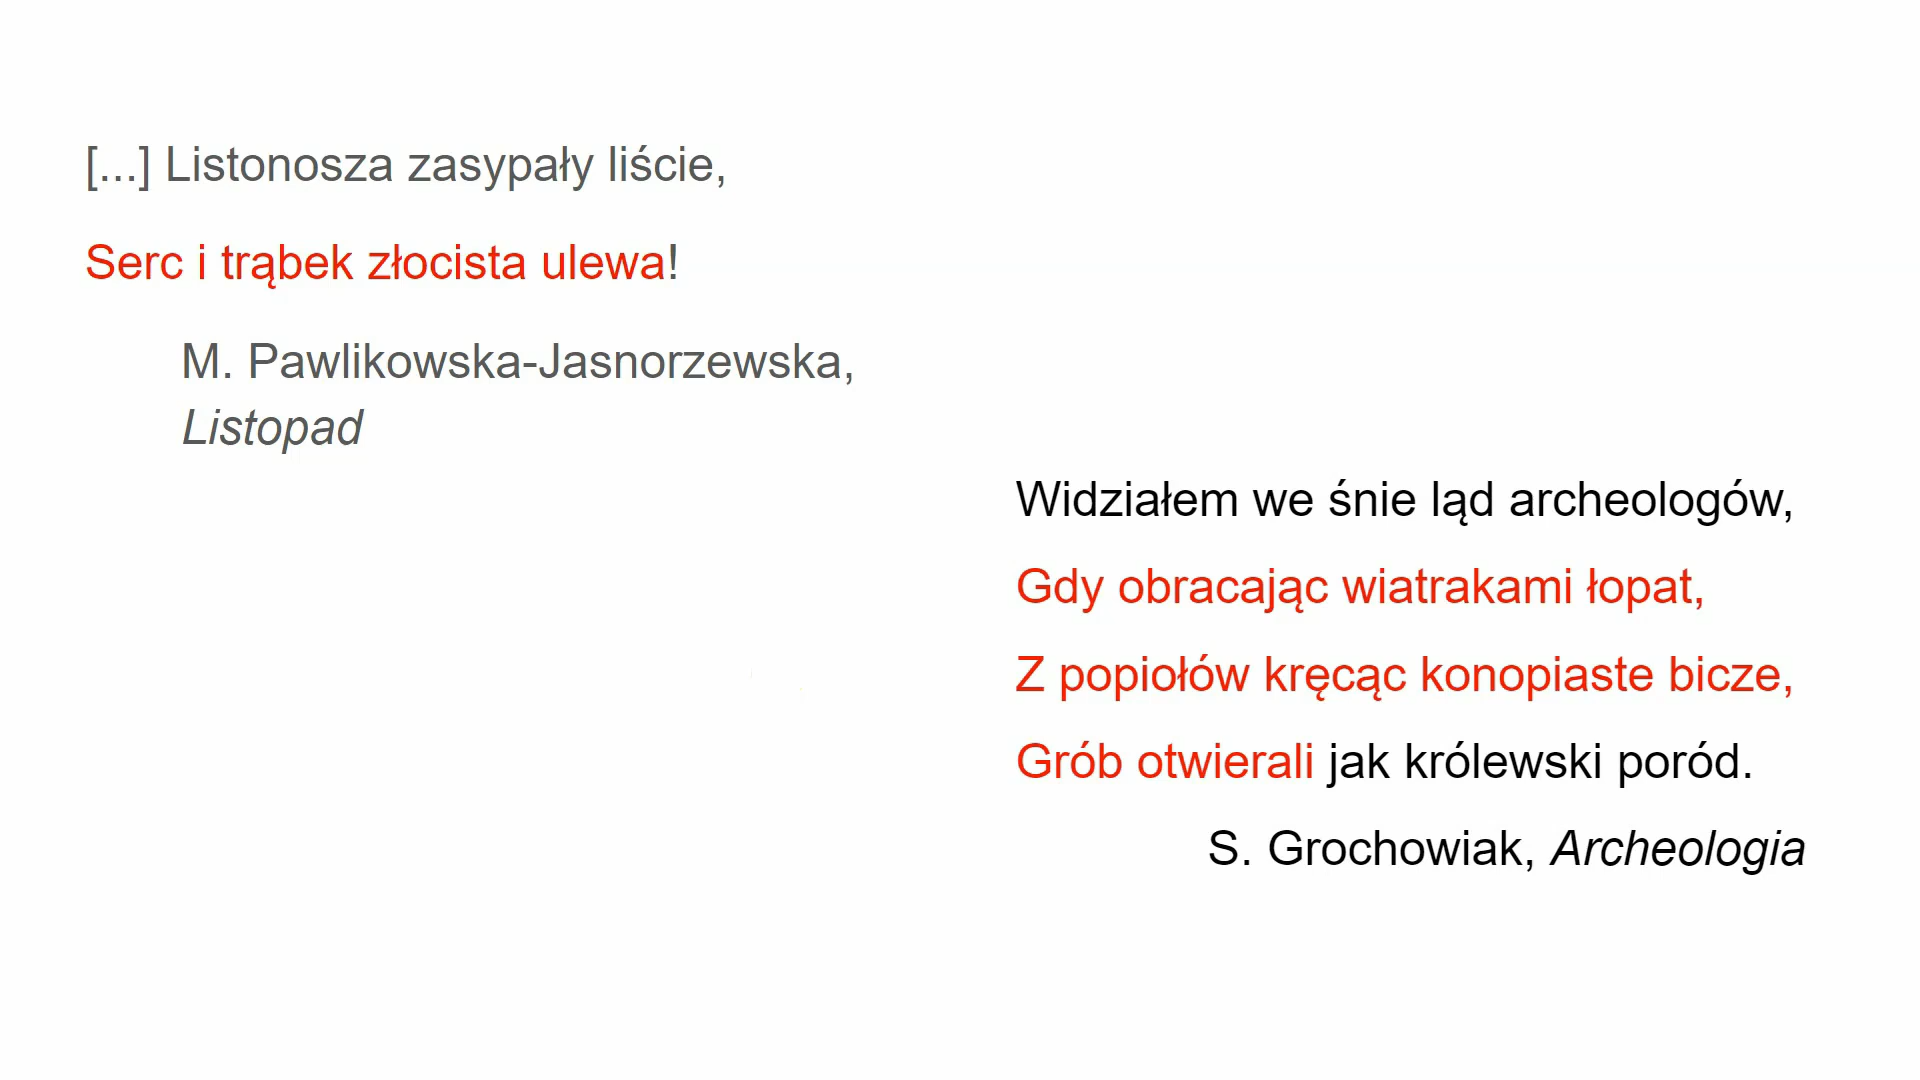 [...] Listonosza zasypały liście,
Serc i trąbek złocista ulewa!
M. Pawlikowska-Jasnorzewska,
Listopad
Widziałem we śnie ląd archeologów,
Gdy obracając wiatrakami łopat,
Z popiołów kręcąc konopiaste bicze,
Grób otwierali jak królewski poród.
S. Grochowiak, Archeologia